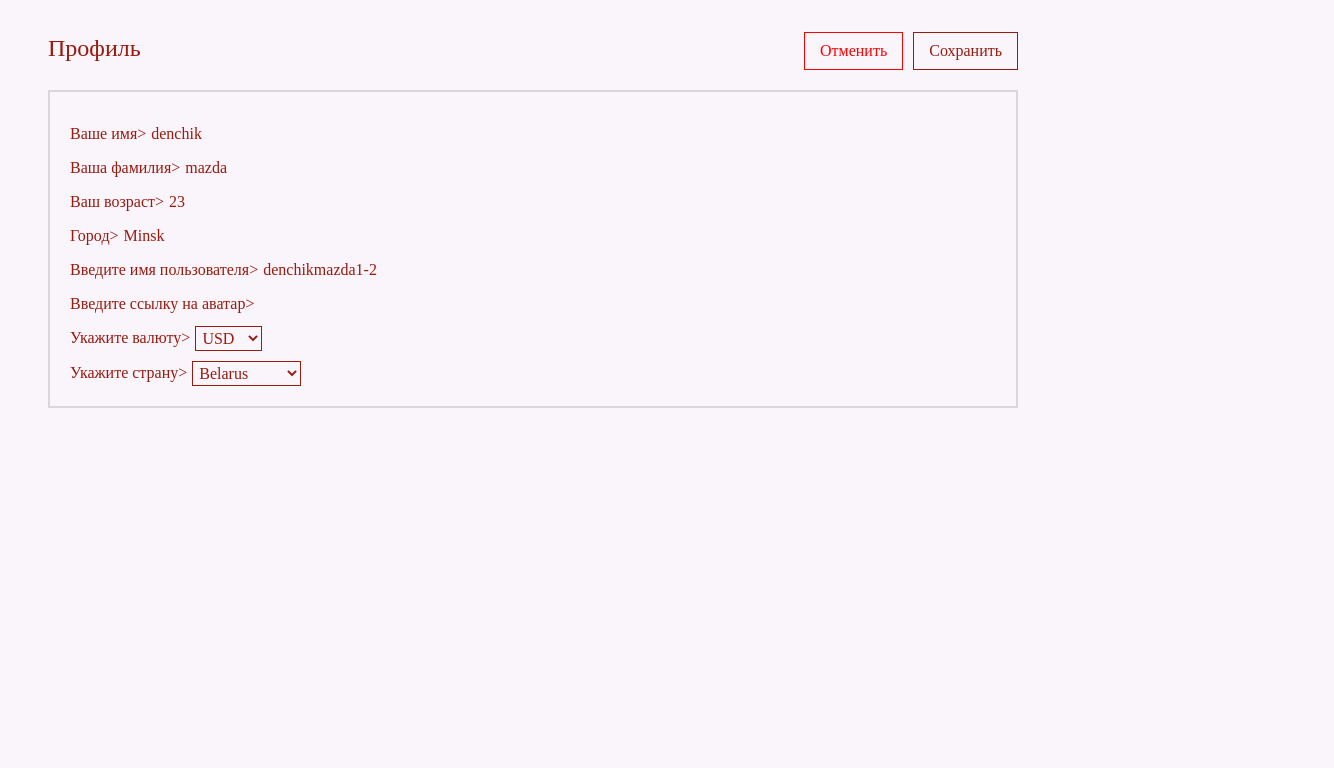 Профиль
Отменить
Сохранить
Ваше имя> denchik
Ваша фамилия> mazda
Ваш возраст> 23
Город> Minsk
Введите имя пользователя> denchikmazda1-2
Введите ссылку на аватар>
Укажите валюту> USD
Укажите страну> Belarus